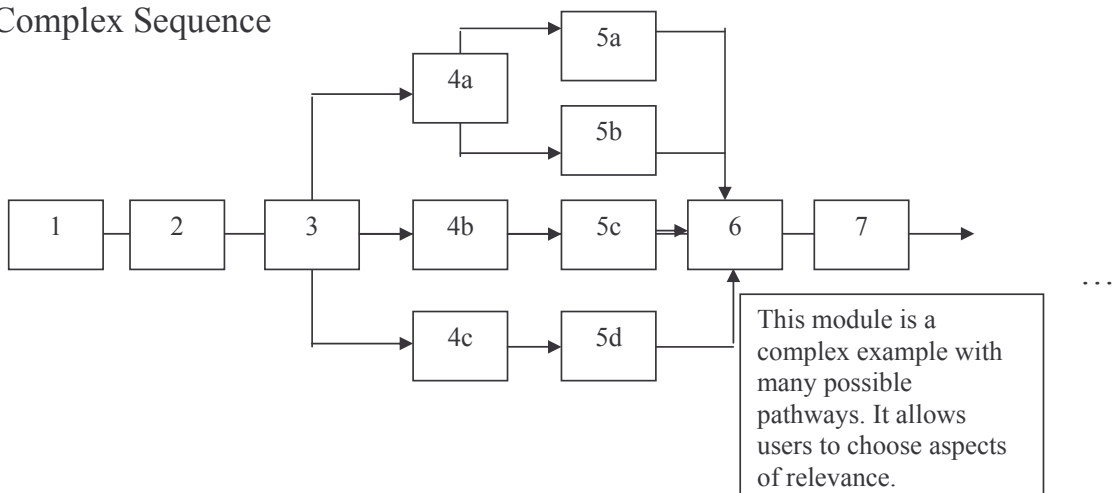 Complex Sequence
5a
4a
5b
1 2 3 4b 5c 6 7
…
4c 5d
This module is a
complex example with
many possible
pathways. It allows
users to choose aspects
of relevance.